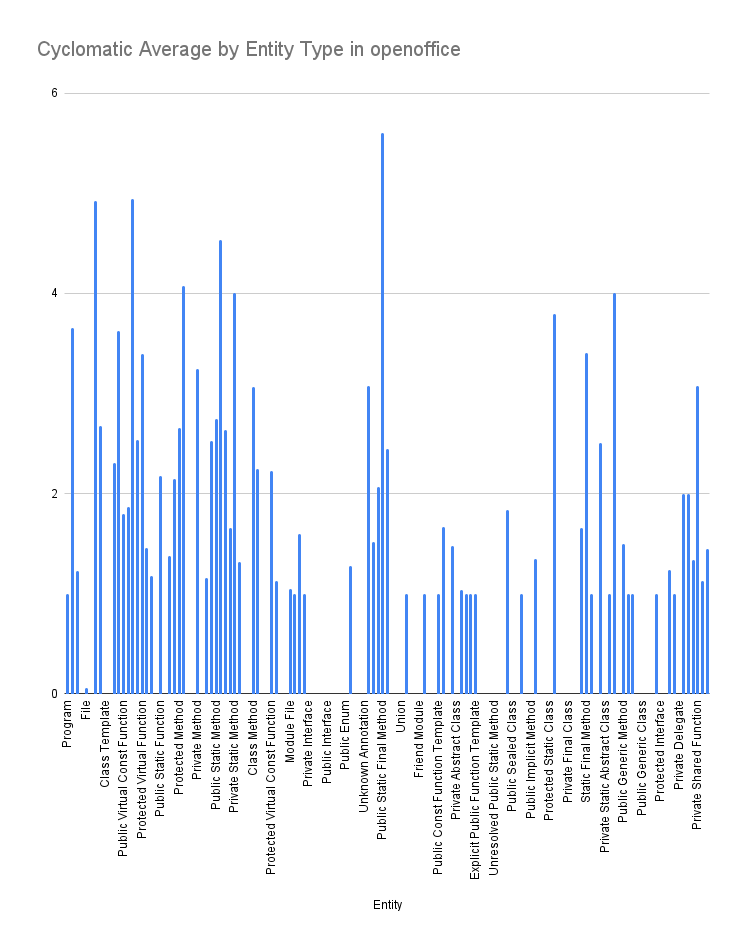 Cyclomatic Average by Entity Type in openoffice
6
4
2
0
Program
File
Class Template
Public Virtual Const Function
Protected Virtual Function
Public Static Function
Protected Method
Private Method
Public Static Method
Private Static Method
Class Method
Protected Virtual Const Function
Module File
Private Interface
Public Interface
Public Enum
Unknown Annotation
Public Static Final Method
Union
Friend Module
Public Const Function Template
Private Abstract Class
Explicit Public Function Template
Unresolved Public Static Method
Public Sealed Class
Public Implicit Method
Protected Static Class
Private Final Class
Static Final Method
Private Static Abstract Class
Public Generic Method
Public Generic Class
Protected Interface
Private Delegate
Private Shared Function
Entity